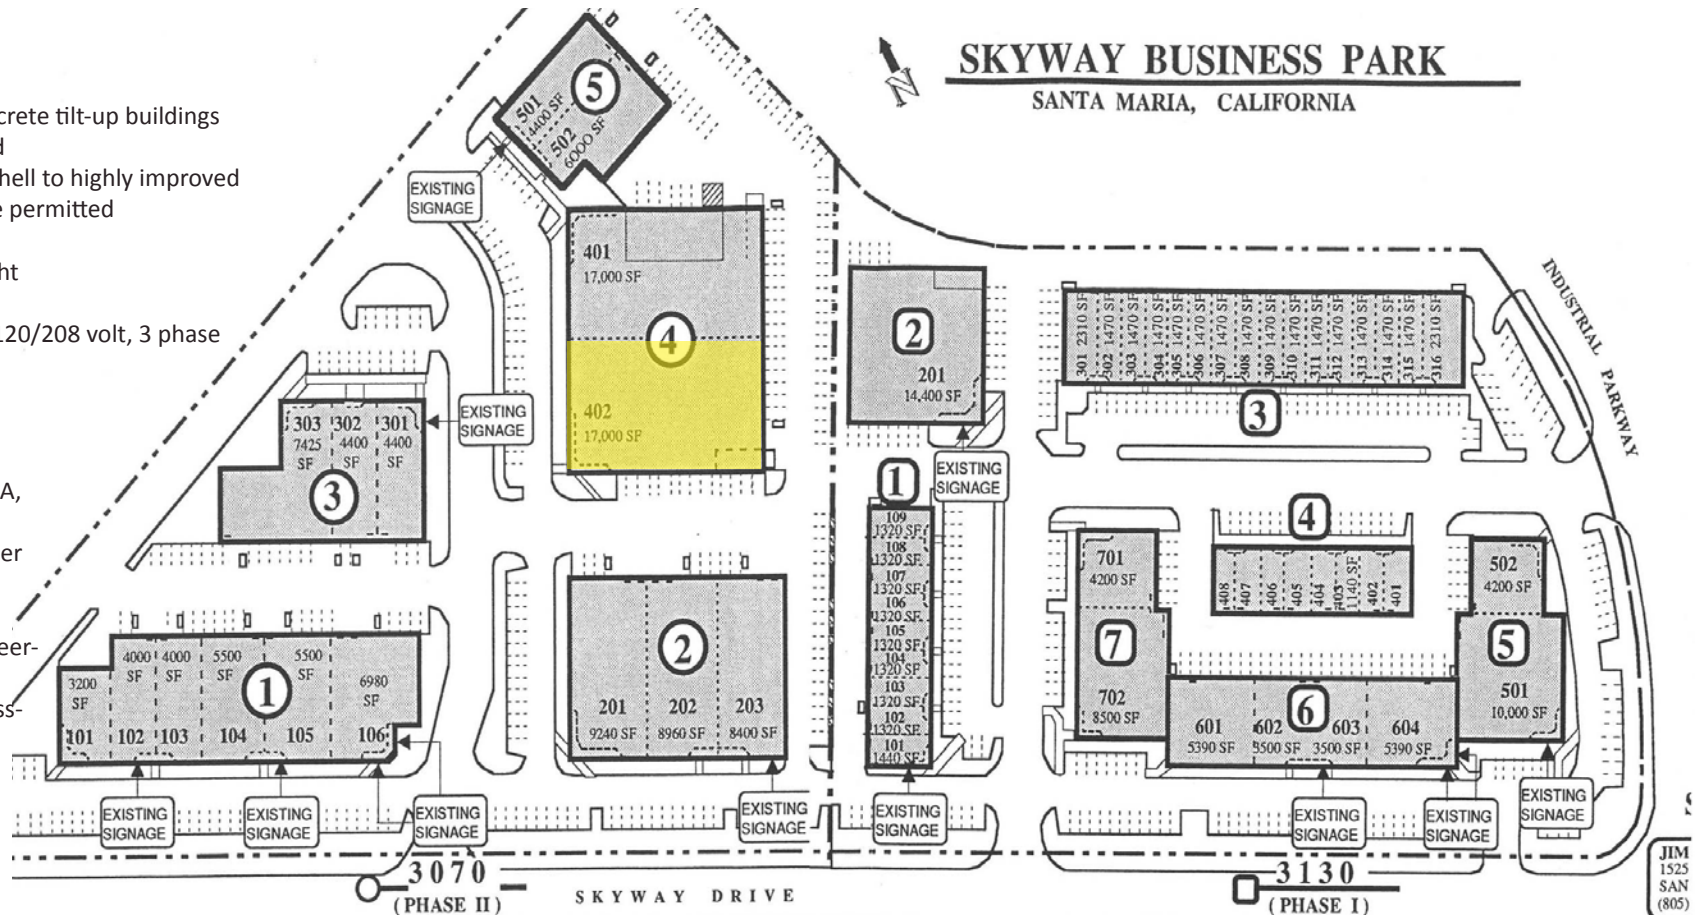 SKYWAY BUSINESS PARK
SANTA MARIA, CALIFORNIA
N
crete tilt-up buildings
d
hell to highly improved
e permitted
ht
120/208 volt, 3 phase
A,
er
eer-
ss-
5
501
4400 SF
502
6000 SF
EXISTING
SIGNAGE
401
17,000 SF
4
402
17,000 SF
303
7425
SF
302
4400
SF
301
4400
SF
3
EXISTING
SIGNAGE
3200
SF
4000
SF
4000
SF
5500
SF
5500
SF
6980
SF
1
101
102
103
104
105
106
EXISTING
SIGNAGE
EXISTING
SIGNAGE
EXISTING
SIGNAGE
2
201
9240 SF
202
8960 SF
203
8400 SF
EXISTING
SIGNAGE
2
201
14,400 SF
EXISTING
SIGNAGE
1
109
1320 SF
108
1320 SF
107
1320 SF
106
1320 SF
105
1320 SF
104
1320 SF
103
1320 SF
102
1320 SF
101
1440 SF
EXISTING
SIGNAGE
301 2310 SF
302 1470 SF
303 1470 SF
304 1470 SF
305 1470 SF
306 1470 SF
307 1470 SF
308 1470 SF
309 1470 SF
310 1470 SF
311 1470 SF
312 1470 SF
313 1470 SF
314 1470 SF
315 1470 SF
316 2310 SF
3
INDUSTRIAL PARKWAY
4
408
407
406
405
404
403
1140 SF
402
401
701
4200 SF
7
702
8500 SF
502
4200 SF
5
501
10,000 SF
6
601
5390 SF
602
3500 SF
603
3500 SF
604
5390 SF
EXISTING
SIGNAGE
EXISTING
SIGNAGE
EXISTING
SIGNAGE
3070
(PHASE II)
SKYWAY DRIVE
3130
(PHASE I)
JIM
1525
SAN
(805)